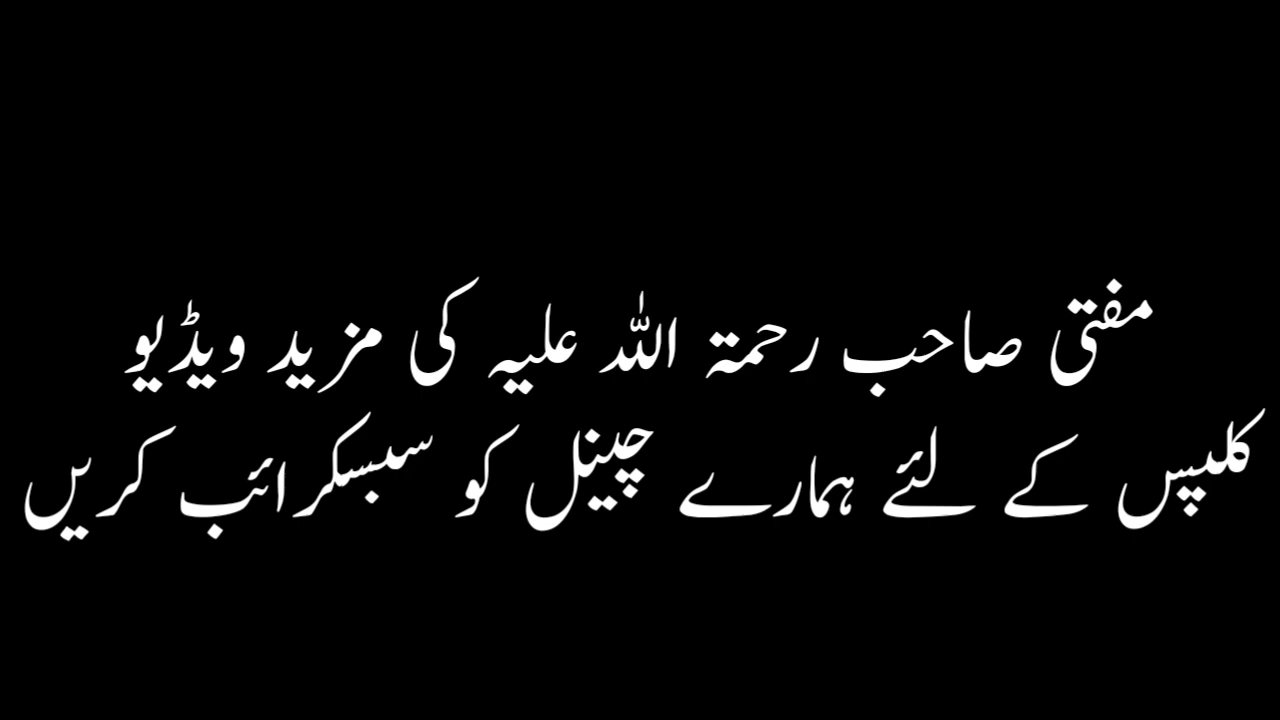 مفتی صاحب رحمۃ اللہ علیہ کی مزید ویڈیو
کلپس کے لئے ہمارے چینل کو سبسکرائب کریں